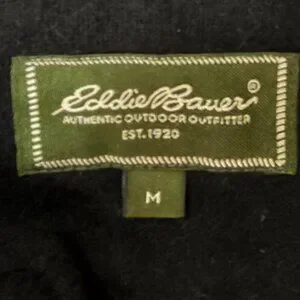 Eddie Bauer®
AUTHENTIC OUTDOOR OUTFITTER
EST. 1920
M